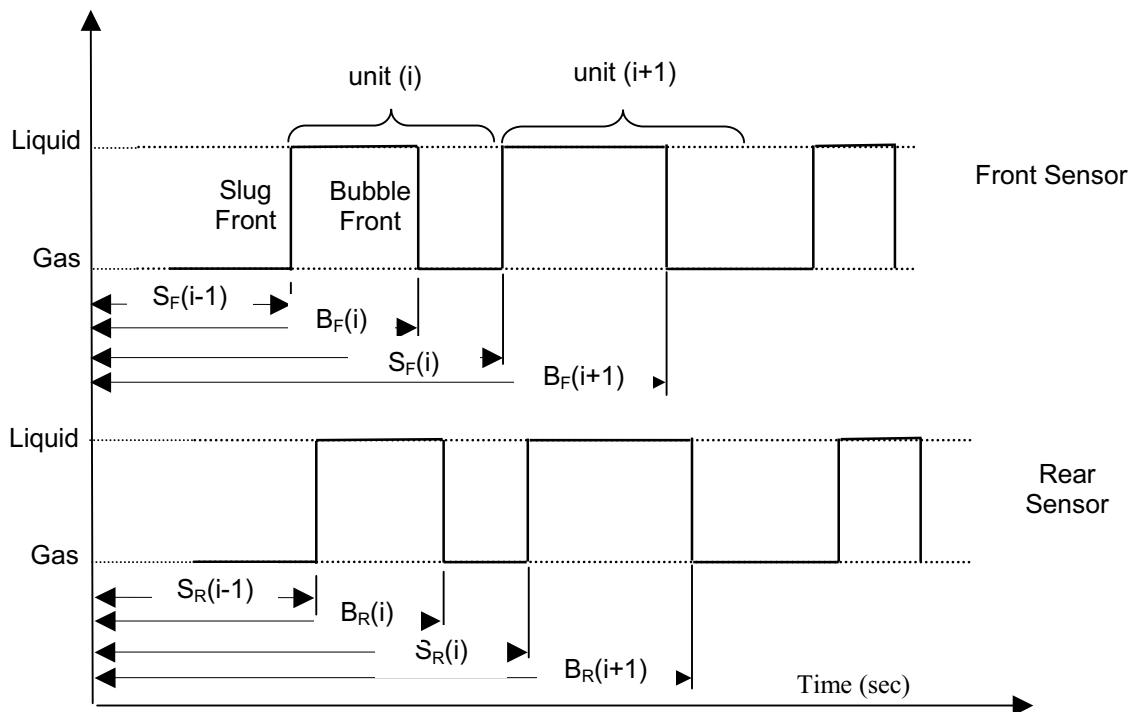 unit (i)
unit (i+1)
Liquid
Front Sensor
Slug
Front
Bubble
Front
Gas
S_F(i-1)
B_F(i)
S_F(i)
B_F(i+1)
Liquid
Rear
Sensor
Gas
S_R(i-1)
B_R(i)
S_R(i)
B_R(i+1)
Time (sec)